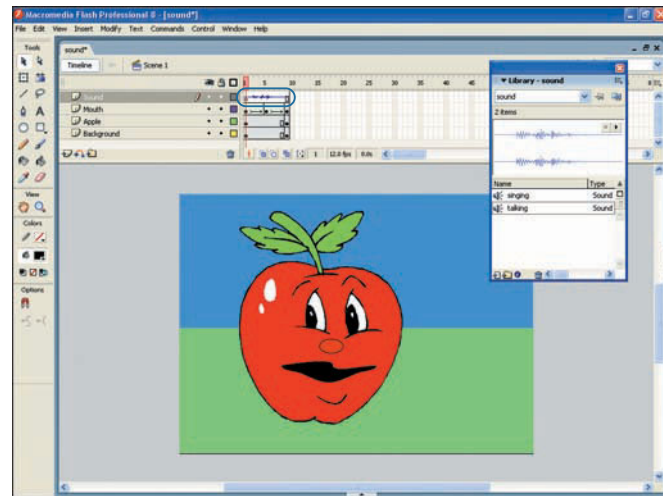 Macromedia Flash Professional 8 - [sound*]
File Edit View Insert Modify Text Commands Control Window Help
Tools
sound*
Timeline Scene 1
Library - sound
sound
2 items
5 10 15 20 25 30 35 40 45
Sound
Mouth
Apple
Background
1 12.0 fps 0.0s
Name Type
singing Sound
talking Sound
View
Colors
Options